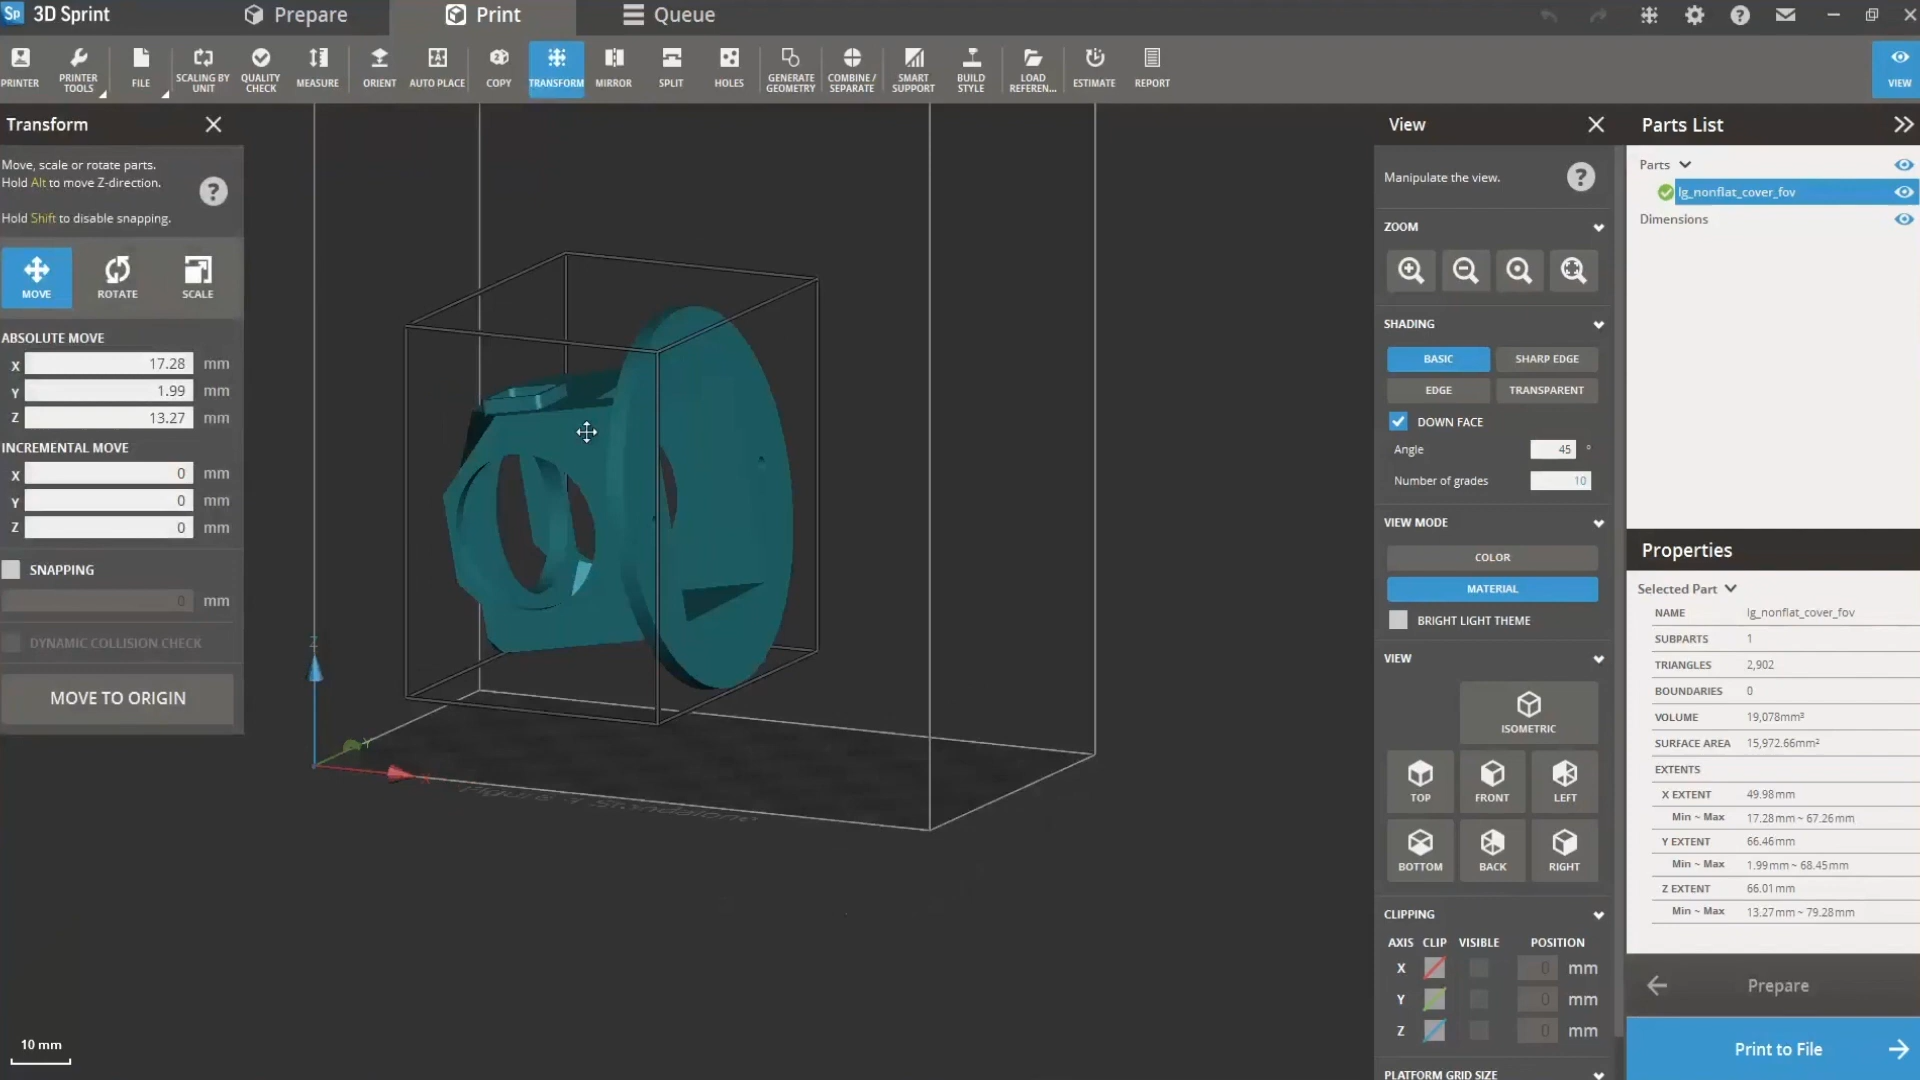 Sp 3D Sprint
Prepare
Print
Queue
PRINTER
PRINTER TOOLS
FILE
SCALING BY UNIT
QUALITY CHECK
MEASURE
ORIENT
AUTO PLACE
COPY
TRANSFORM
MIRROR
SPLIT
HOLES
GENERATE GEOMETRY
COMBINE / SEPARATE
SMART SUPPORT
BUILD STYLE
LOAD REFEREN...
ESTIMATE
REPORT
VIEW
Transform
Move, scale or rotate parts.
Hold Alt to move Z-direction.
Hold Shift to disable snapping.
MOVE
ROTATE
SCALE
ABSOLUTE MOVE
X 17.28 mm
Y 1.99 mm
Z 13.27 mm
INCREMENTAL MOVE
X 0 mm
Y 0 mm
Z 0 mm
SNAPPING
0 mm
DYNAMIC COLLISION CHECK
MOVE TO ORIGIN
Z
Y
X
Figure 4 Standalone
10 mm
View
Manipulate the view.
ZOOM
SHADING
BASIC
SHARP EDGE
EDGE
TRANSPARENT
DOWN FACE
Angle 45 °
Number of grades 10
VIEW MODE
COLOR
MATERIAL
BRIGHT LIGHT THEME
VIEW
ISOMETRIC
TOP
FRONT
LEFT
BOTTOM
BACK
RIGHT
CLIPPING
AXIS CLIP VISIBLE POSITION
X 0 mm
Y 0 mm
Z 0 mm
PLATFORM GRID SIZE
Parts List
Parts
lg_nonflat_cover_fov
Dimensions
Properties
Selected Part
NAME lg_nonflat_cover_fov
SUBPARTS 1
TRIANGLES 2,902
BOUNDARIES 0
VOLUME 19,078mm³
SURFACE AREA 15,972.66mm²
EXTENTS
X EXTENT 49.98mm
Min ~ Max 17.28mm ~ 67.26mm
Y EXTENT 66.46mm
Min ~ Max 1.99mm ~ 68.45mm
Z EXTENT 66.01mm
Min ~ Max 13.27mm ~ 79.28mm
Prepare
Print to File